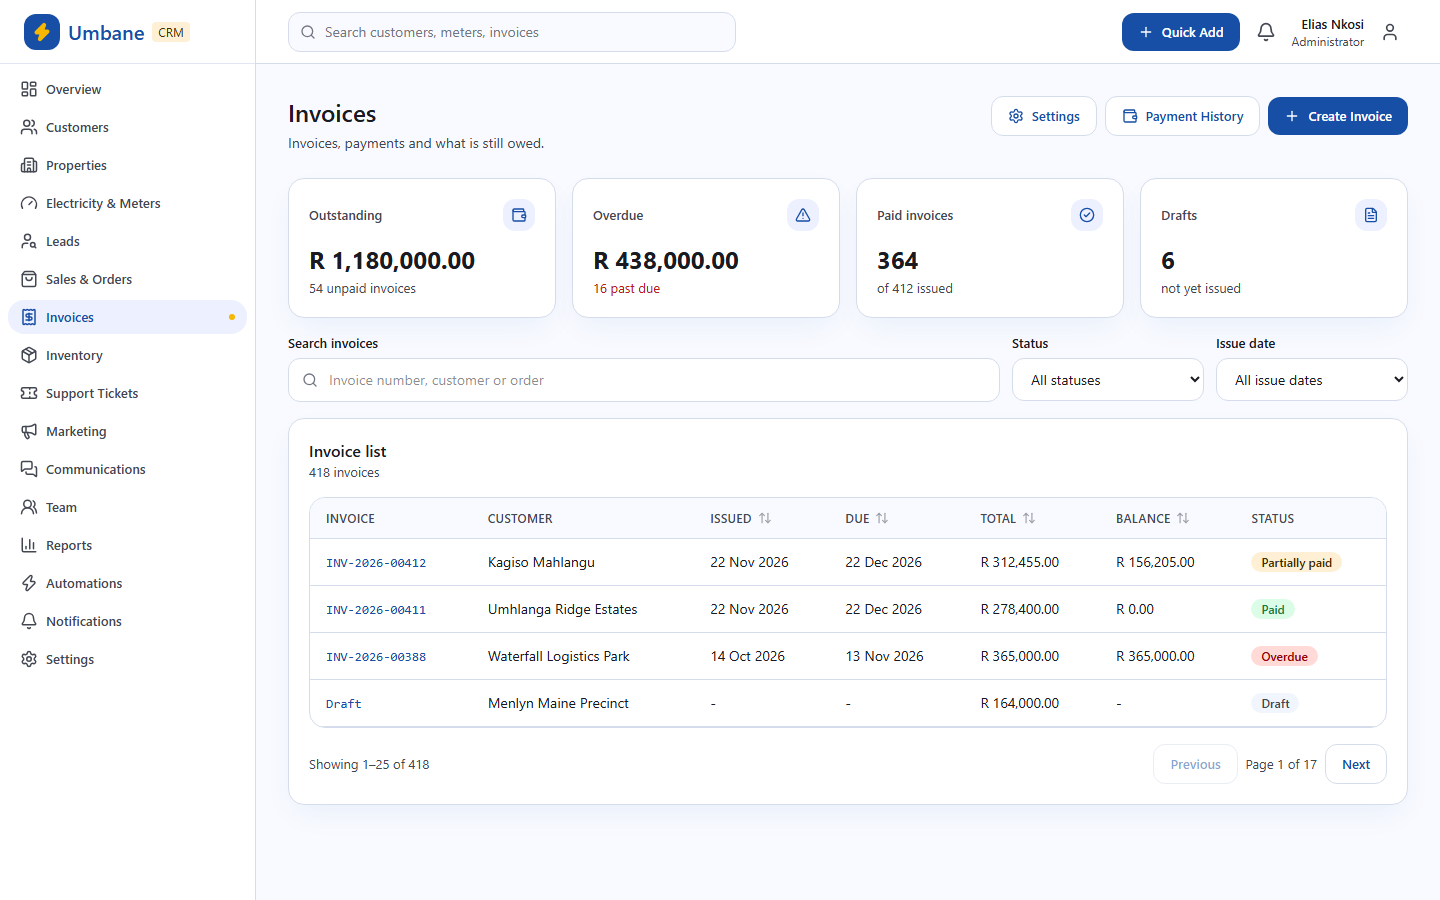 Umbane CRM
Search customers, meters, invoices
Quick Add
Elias Nkosi
Administrator
Overview
Customers
Properties
Electricity & Meters
Leads
Sales & Orders
Invoices
Inventory
Support Tickets
Marketing
Communications
Team
Reports
Automations
Notifications
Settings
Invoices
Invoices, payments and what is still owed.
Settings
Payment History
Create Invoice
Outstanding
R 1,180,000.00
54 unpaid invoices
Overdue
R 438,000.00
16 past due
Paid invoices
364
of 412 issued
Drafts
6
not yet issued
Search invoices
Invoice number, customer or order
Status
All statuses
Issue date
All issue dates
Invoice list
418 invoices
INVOICE CUSTOMER ISSUED DUE TOTAL BALANCE STATUS
INV-2026-00412 Kagiso Mahlangu 22 Nov 2026 22 Dec 2026 R 312,455.00 R 156,205.00 Partially paid
INV-2026-00411 Umhlanga Ridge Estates 22 Nov 2026 22 Dec 2026 R 278,400.00 R 0.00 Paid
INV-2026-00388 Waterfall Logistics Park 14 Oct 2026 13 Nov 2026 R 365,000.00 R 365,000.00 Overdue
Draft Menlyn Maine Precinct - - R 164,000.00 - Draft
Showing 1–25 of 418
Previous Page 1 of 17 Next